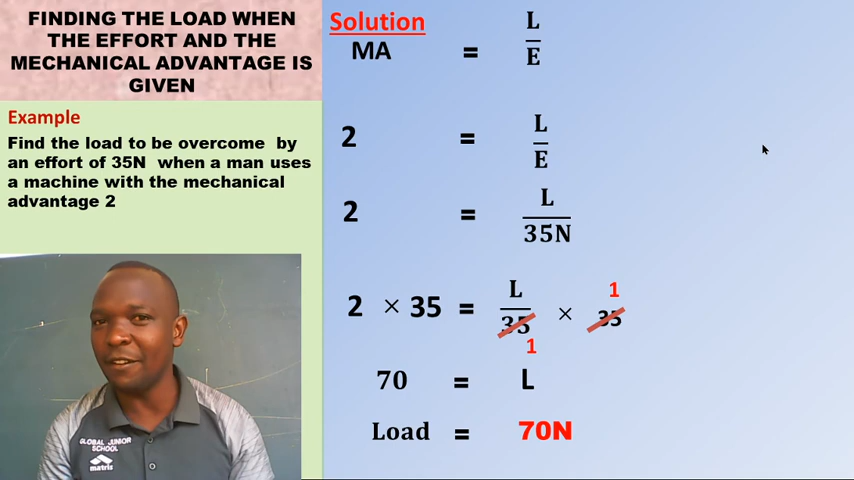 FINDING THE LOAD WHEN
THE EFFORT AND THE
MECHANICAL ADVANTAGE IS
GIVEN
Example
Find the load to be overcome by
an effort of 35N when a man uses
a machine with the mechanical
advantage 2
GLOBAL JUNIOR
SCHOOL
matrix
Solution
MA = L/E
2 = L/E
2 = L/35N
2 × 35 = L/35 × 35
1
1
70 = L
Load = 70N